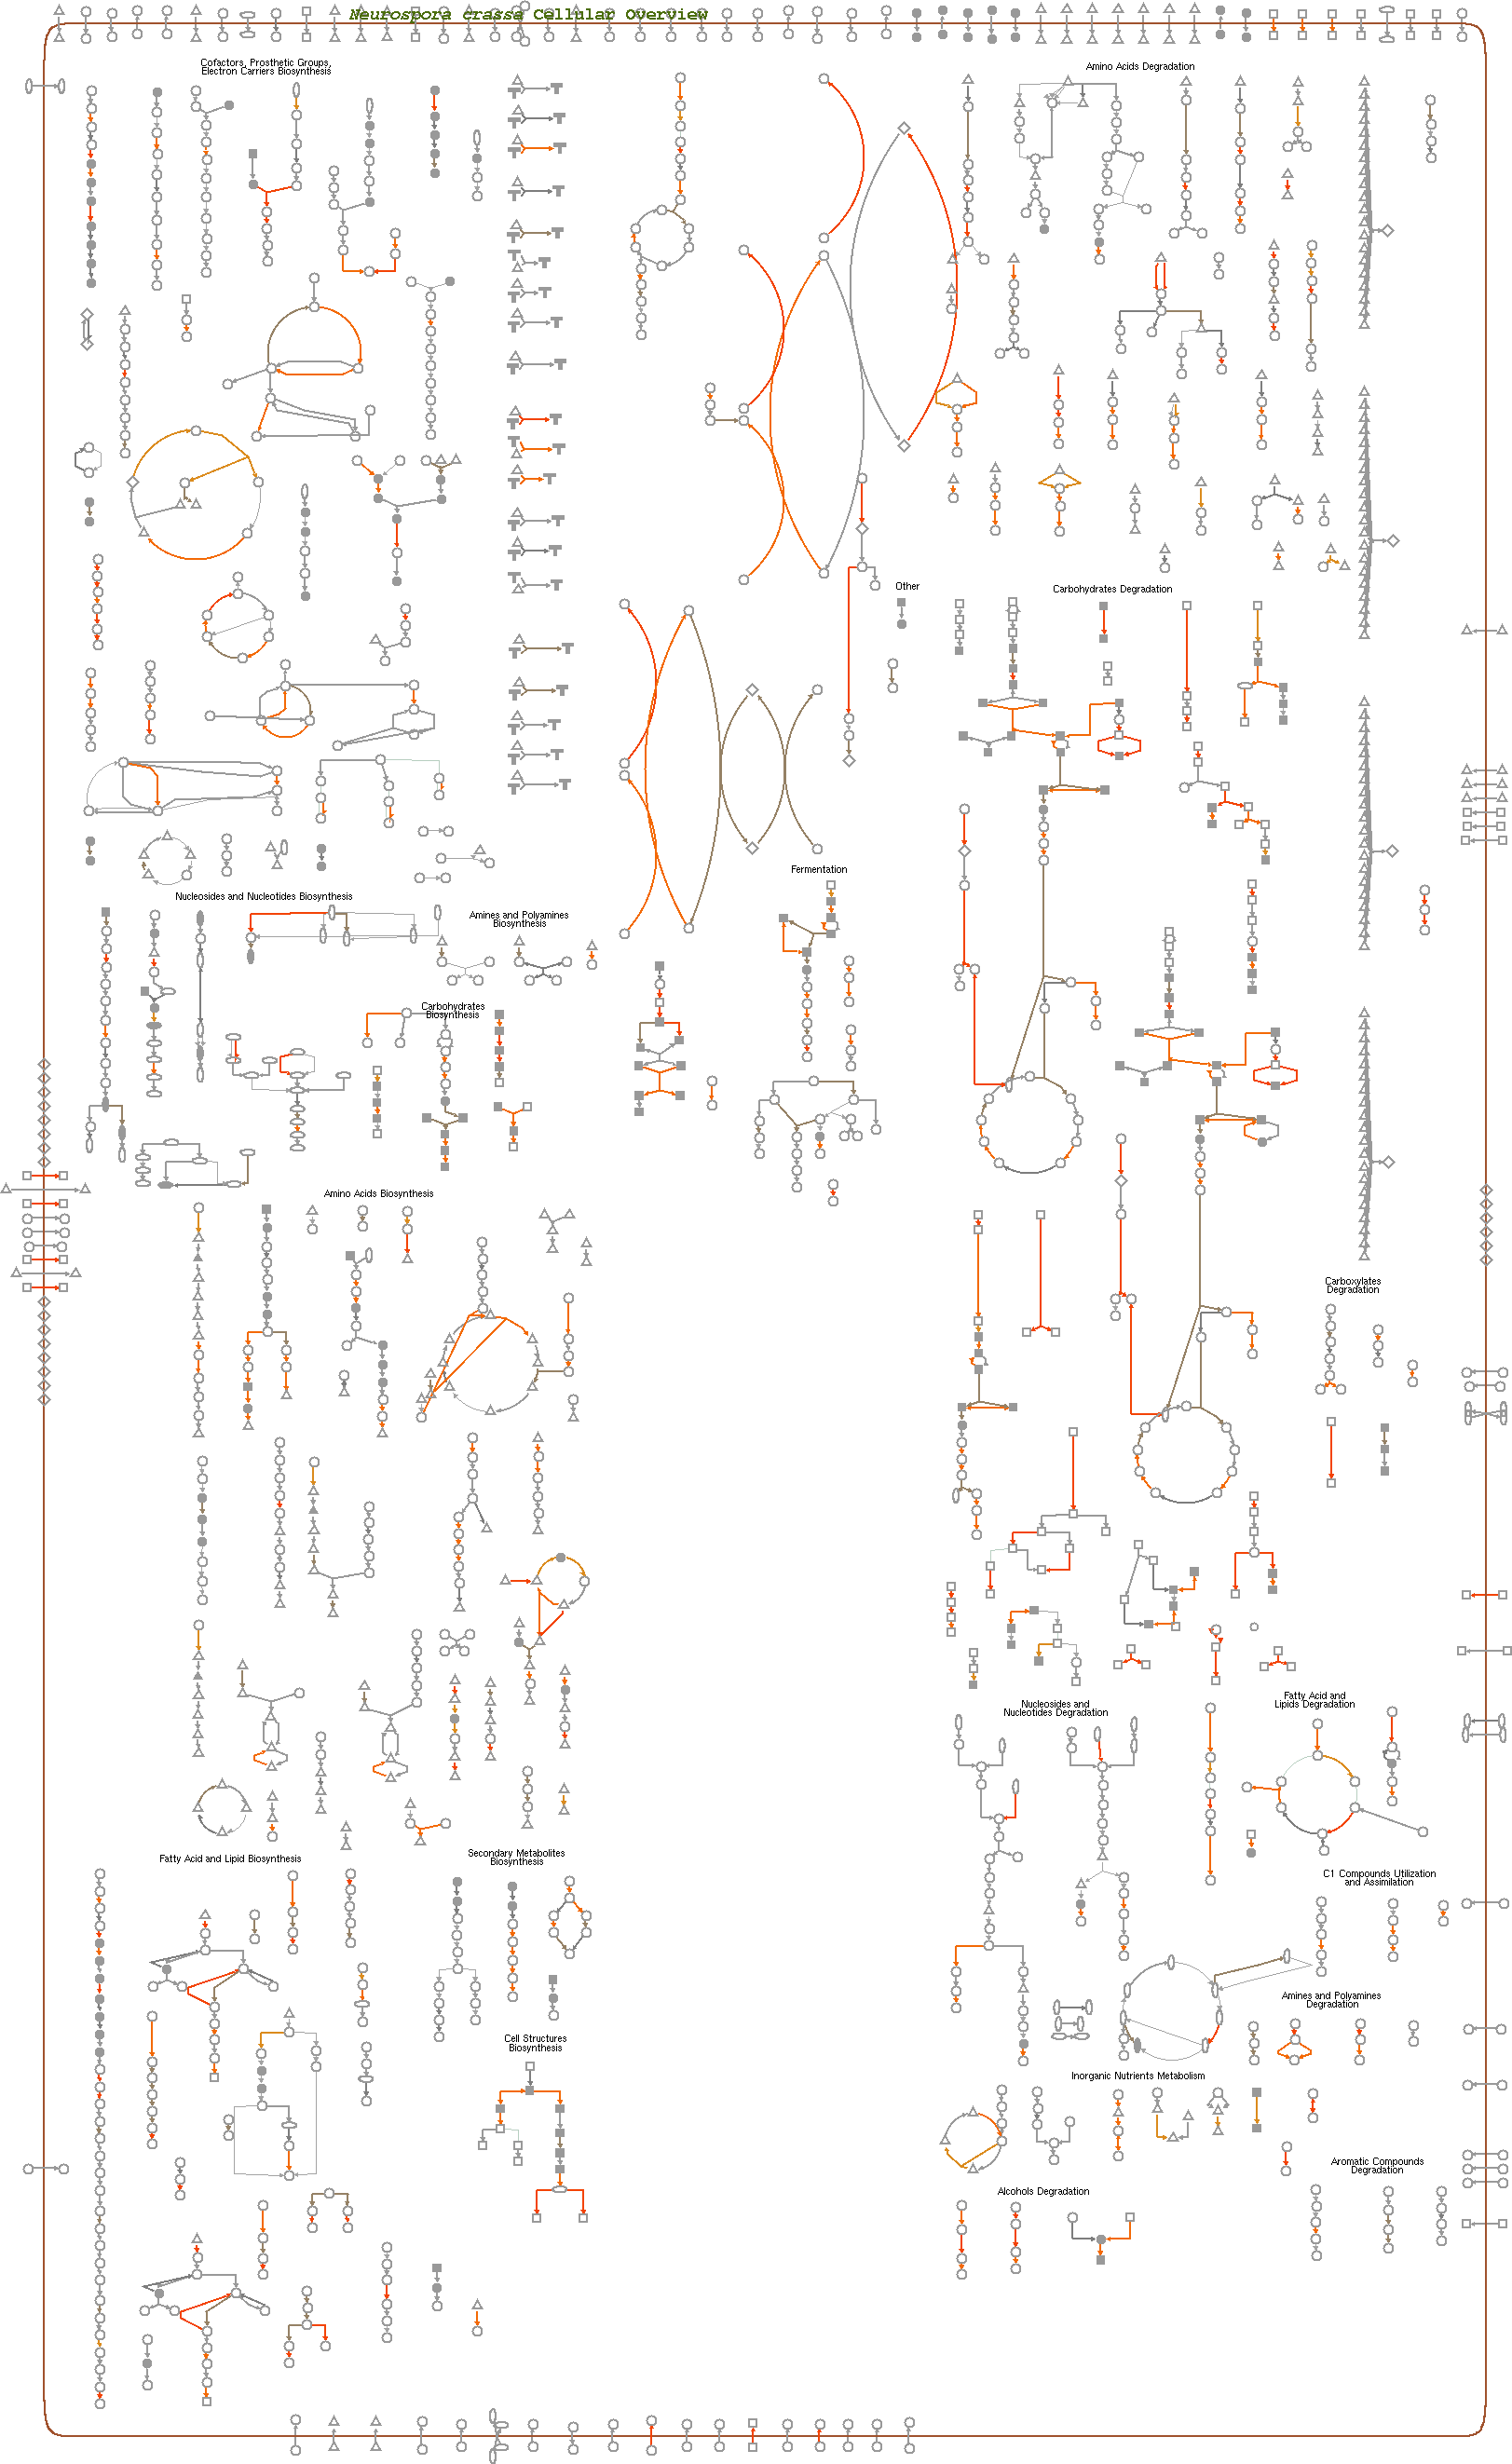 Neurospora crassa Cellular Overview
Cofactors, Prosthetic Groups,
Electron Carriers Biosynthesis
Amino Acids Degradation
Other
Carbohydrates Degradation
Fermentation
Nucleosides and Nucleotides Biosynthesis
Amines and Polyamines
Biosynthesis
Carbohydrates
Biosynthesis
Amino Acids Biosynthesis
Carboxylates
Degradation
Nucleosides and
Nucleotides Degradation
Fatty Acid and
Lipids Degradation
Fatty Acid and Lipid Biosynthesis
Secondary Metabolites
Biosynthesis
C1 Compounds Utilization
and Assimilation
Amines and Polyamines
Degradation
Cell Structures
Biosynthesis
Inorganic Nutrients Metabolism
Aromatic Compounds
Degradation
Alcohols Degradation